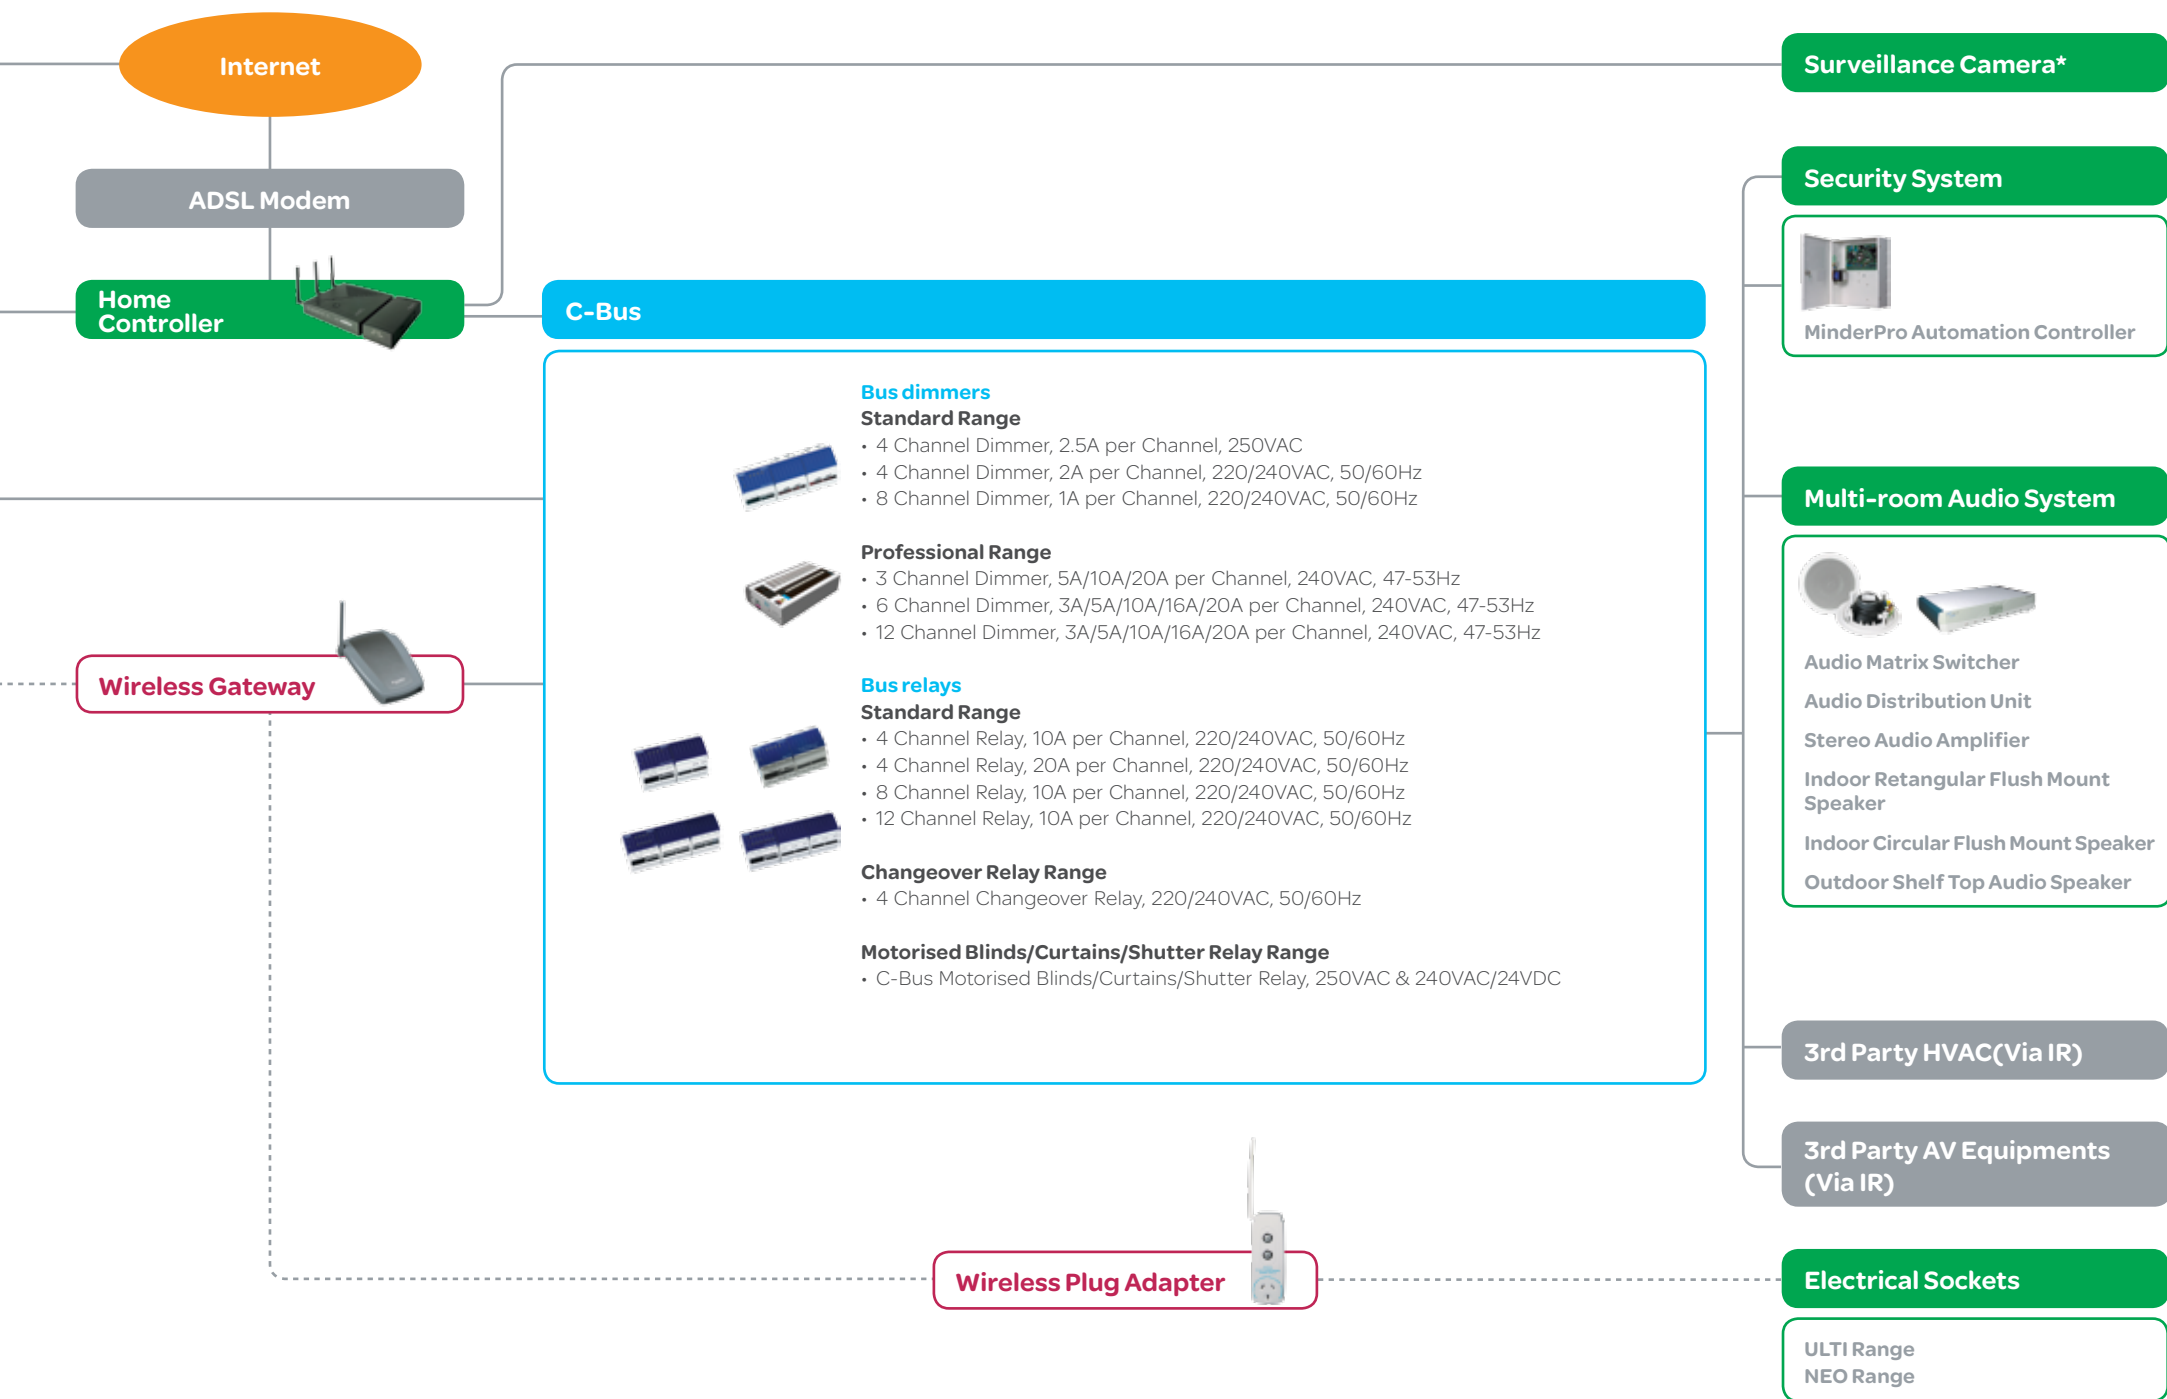 Internet
ADSL Modem
Home
Controller
Wireless Gateway
C-Bus
Bus dimmers
Standard Range
• 4 Channel Dimmer, 2.5A per Channel, 250VAC
• 4 Channel Dimmer, 2A per Channel, 220/240VAC, 50/60Hz
• 8 Channel Dimmer, 1A per Channel, 220/240VAC, 50/60Hz
Professional Range
• 3 Channel Dimmer, 5A/10A/20A per Channel, 240VAC, 47-53Hz
• 6 Channel Dimmer, 3A/5A/10A/16A/20A per Channel, 240VAC, 47-53Hz
• 12 Channel Dimmer, 3A/5A/10A/16A/20A per Channel, 240VAC, 47-53Hz
Bus relays
Standard Range
• 4 Channel Relay, 10A per Channel, 220/240VAC, 50/60Hz
• 4 Channel Relay, 20A per Channel, 220/240VAC, 50/60Hz
• 8 Channel Relay, 10A per Channel, 220/240VAC, 50/60Hz
• 12 Channel Relay, 10A per Channel, 220/240VAC, 50/60Hz
Changeover Relay Range
• 4 Channel Changeover Relay, 220/240VAC, 50/60Hz
Motorised Blinds/Curtains/Shutter Relay Range
• C-Bus Motorised Blinds/Curtains/Shutter Relay, 250VAC & 240VAC/24VDC
Wireless Plug Adapter
Surveillance Camera*
Security System
MinderPro Automation Controller
Multi-room Audio System
Audio Matrix Switcher
Audio Distribution Unit
Stereo Audio Amplifier
Indoor Retangular Flush Mount
Speaker
Indoor Circular Flush Mount Speaker
Outdoor Shelf Top Audio Speaker
3rd Party HVAC(Via IR)
3rd Party AV Equipments
(Via IR)
Electrical Sockets
ULTI Range
NEO Range